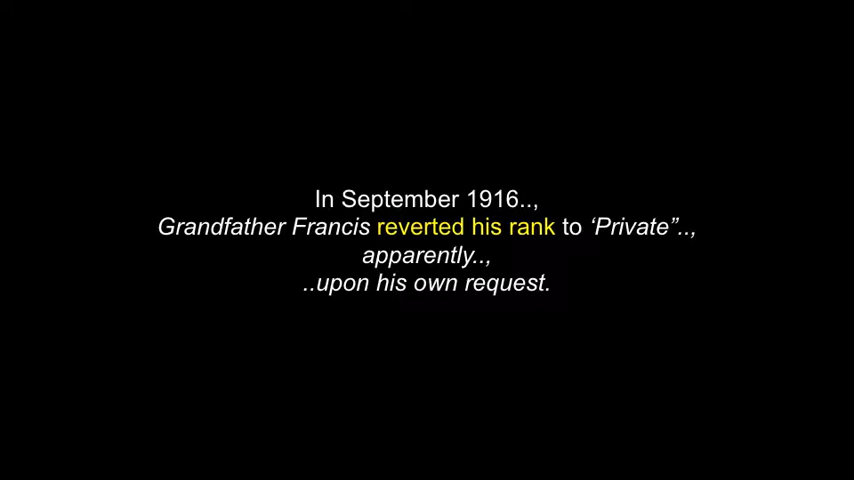 In September 1916..,
Grandfather Francis reverted his rank to ‘Private”..,
apparently..,
..upon his own request.